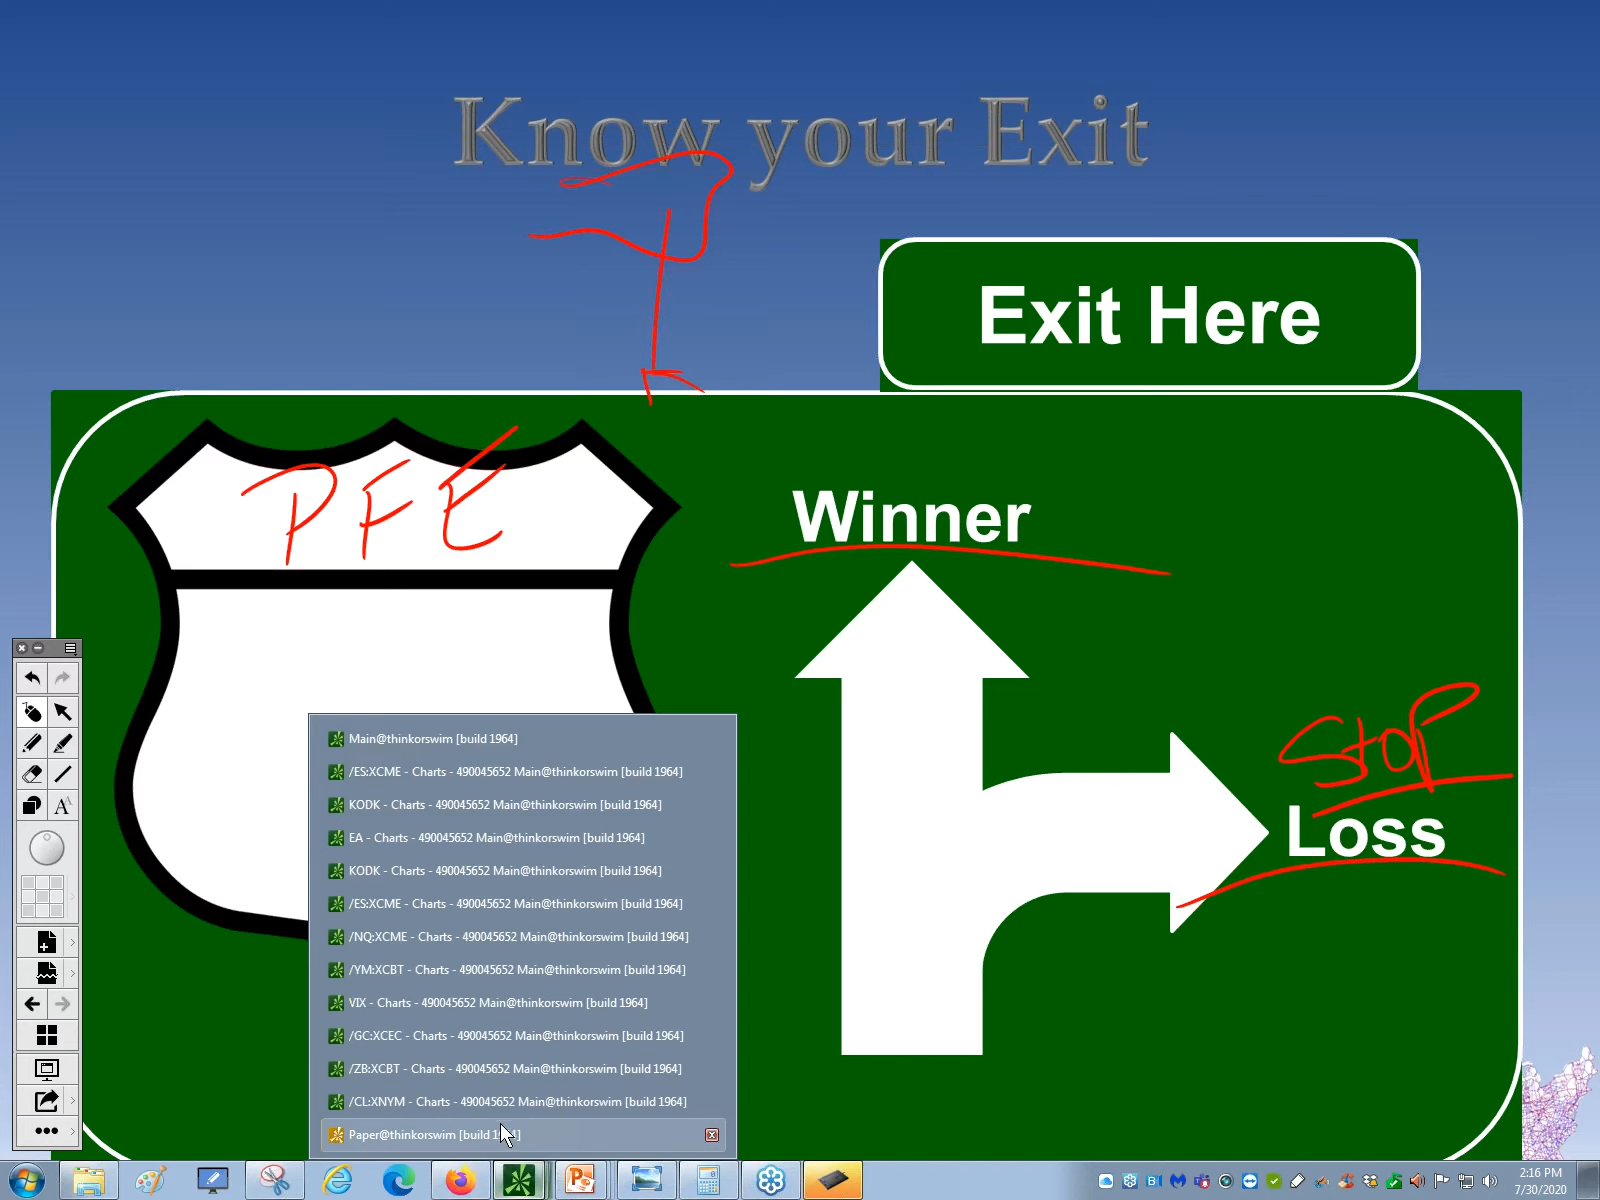 Know your Exit
Exit Here
PFE
Winner
STOP
Loss
Main@thinkorswim [build 1964]
/ES:XCME - Charts - 490045652 Main@thinkorswim [build 1964]
KODK - Charts - 490045652 Main@thinkorswim [build 1964]
EA - Charts - 490045652 Main@thinkorswim [build 1964]
KODK - Charts - 490045652 Main@thinkorswim [build 1964]
/ES:XCME - Charts - 490045652 Main@thinkorswim [build 1964]
/NQ:XCME - Charts - 490045652 Main@thinkorswim [build 1964]
/YM:XCBT - Charts - 490045652 Main@thinkorswim [build 1964]
VIX - Charts - 490045652 Main@thinkorswim [build 1964]
/GC:XCEC - Charts - 490045652 Main@thinkorswim [build 1964]
/ZB:XCBT - Charts - 490045652 Main@thinkorswim [build 1964]
/CL:XNYM - Charts - 490045652 Main@thinkorswim [build 1964]
Paper@thinkorswim [build 1964]
2:16 PM
7/30/2020